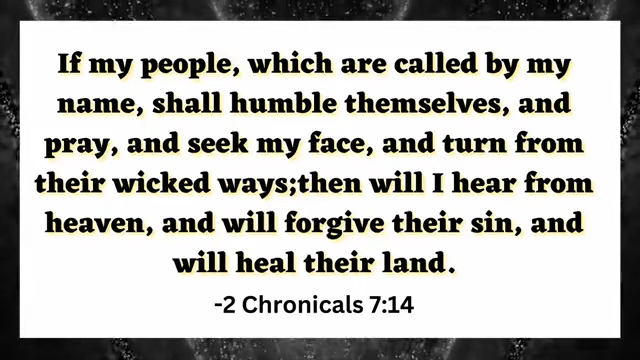 If my people, which are called by my
name, shall humble themselves, and
pray, and seek my face, and turn from
their wicked ways;then will I hear from
heaven, and will forgive their sin, and
will heal their land.
-2 Chronicals 7:14